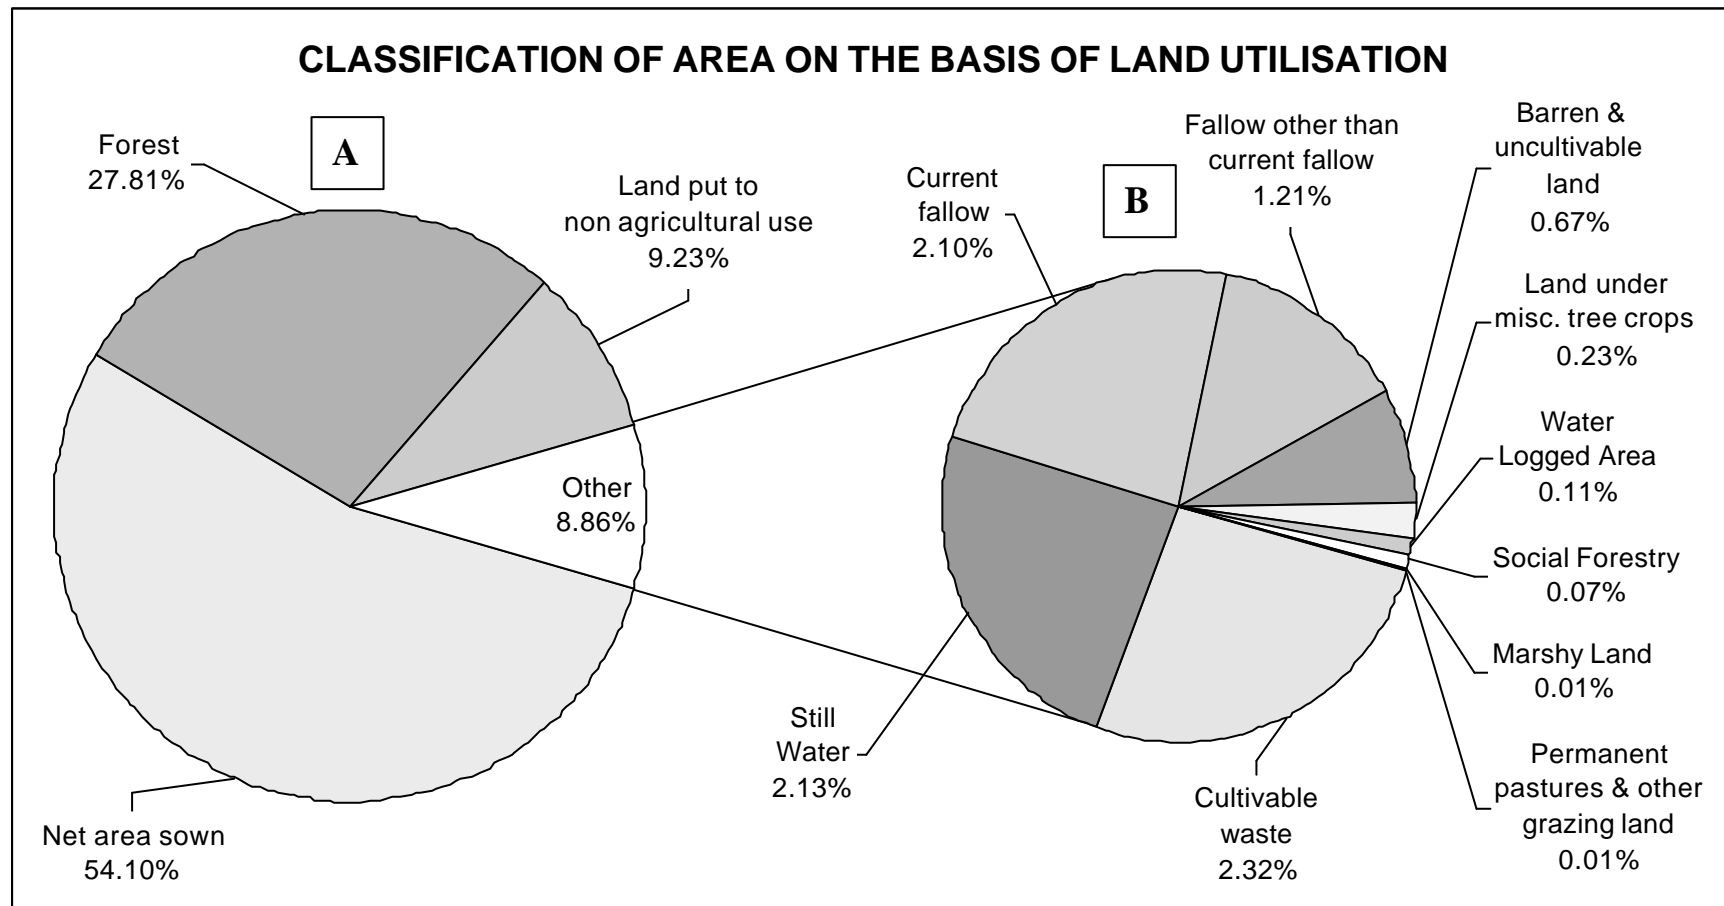 CLASSIFICATION OF AREA ON THE BASIS OF LAND UTILISATION
A
Forest
27.81%
Land put to
non agricultural use
9.23%
Other
8.86%
Net area sown
54.10%
B
Current
fallow
2.10%
Fallow other than
current fallow
1.21%
Barren &
uncultivable
land
0.67%
Land under
misc. tree crops
0.23%
Water
Logged Area
0.11%
Social Forestry
0.07%
Marshy Land
0.01%
Permanent
pastures & other
grazing land
0.01%
Cultivable
waste
2.32%
Still
Water
2.13%